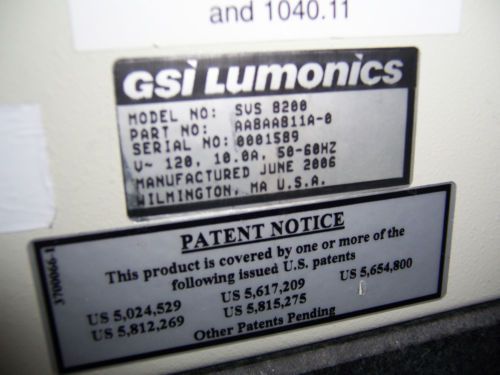 and 1040.11
GSI LUMONICS
MODEL NO: SVS 8200
PART NO: AA8AA811A-0
SERIAL NO: 0001589
V~ 120, 10.0A, 50-60HZ
MANUFACTURED JUNE 2006
WILMINGTON, MA U.S.A.
PATENT NOTICE
This product is covered by one or more of the
following issued U.S. patents
US 5,024,529 US 5,617,209 US 5,654,800
US 5,812,269 US 5,815,275
Other Patents Pending
3700066-1